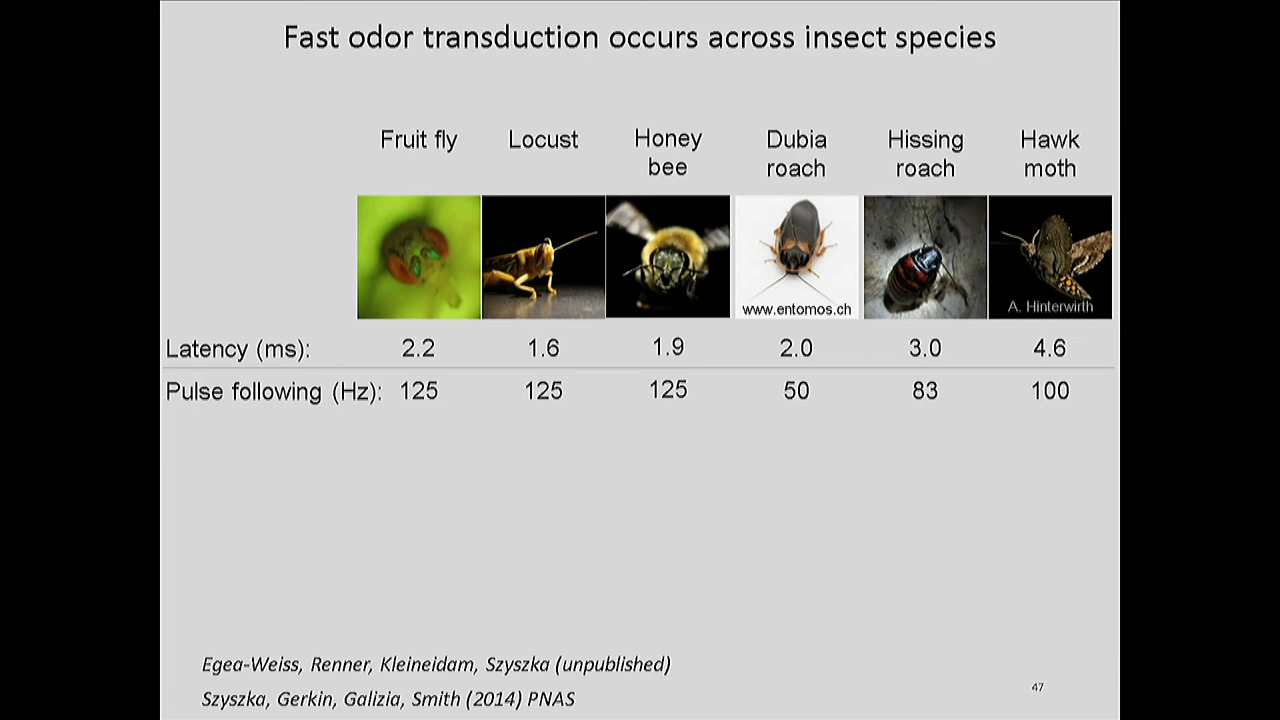 Fast odor transduction occurs across insect species
Fruit fly
Locust
Honey
bee
Dubia
roach
Hissing
roach
Hawk
moth
www.entomos.ch
A. Hinterwirth
Latency (ms): 2.2 1.6 1.9 2.0 3.0 4.6
Pulse following (Hz): 125 125 125 50 83 100
Egea-Weiss, Renner, Kleineidam, Szyszka (unpublished)
Szyszka, Gerkin, Galizia, Smith (2014) PNAS
47